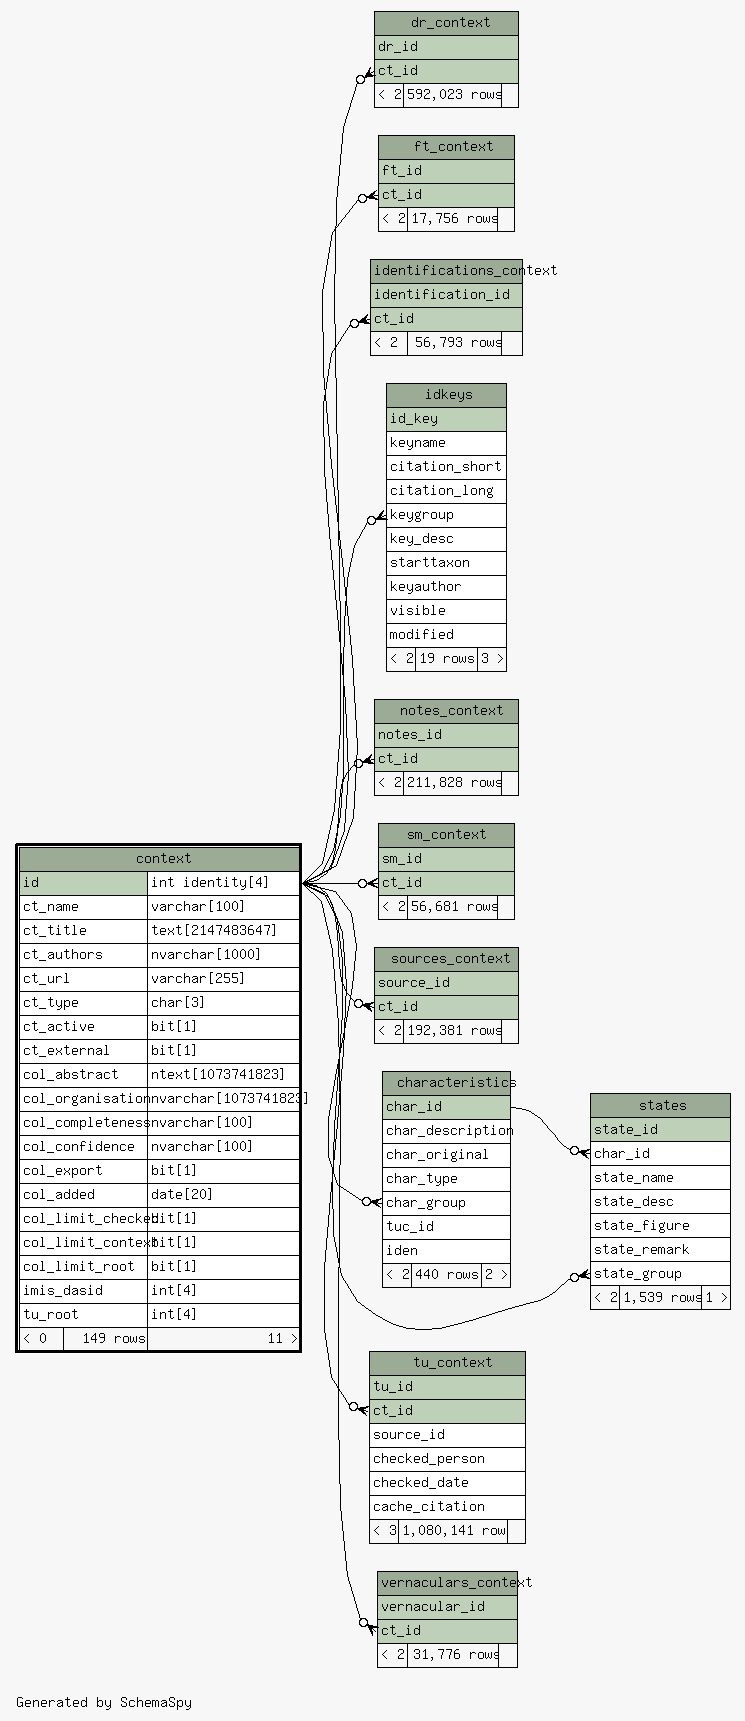 dr_context
dr_id
ct_id
< 2 592,023 rows
ft_context
ft_id
ct_id
< 2 17,756 rows
identifications_context
identification_id
ct_id
< 2 56,793 rows
idkeys
id_key
keyname
citation_short
citation_long
keygroup
key_desc
starttaxon
keyauthor
visible
modified
< 2 19 rows 3 >
notes_context
notes_id
ct_id
< 2 211,828 rows
sm_context
sm_id
ct_id
< 2 56,681 rows
context
id int identity[4]
ct_name varchar[100]
ct_title text[2147483647]
ct_authors nvarchar[1000]
ct_url varchar[255]
ct_type char[3]
ct_active bit[1]
ct_external bit[1]
col_abstract ntext[1073741823]
col_organisation nvarchar[1073741823]
col_completeness nvarchar[100]
col_confidence nvarchar[100]
col_export bit[1]
col_added date[20]
col_limit_checked bit[1]
col_limit_context bit[1]
col_limit_root bit[1]
imis_dasid int[4]
tu_root int[4]
< 0 149 rows 11 >
sources_context
source_id
ct_id
< 2 192,381 rows
characteristics
char_id
char_description
char_original
char_type
char_group
tuc_id
iden
< 2 440 rows 2 >
states
state_id
char_id
state_name
state_desc
state_figure
state_remark
state_group
< 2 1,539 rows 1 >
tu_context
tu_id
ct_id
source_id
checked_person
checked_date
cache_citation
< 3 1,080,141 row
vernaculars_context
vernacular_id
ct_id
< 2 31,776 rows
Generated by SchemaSpy